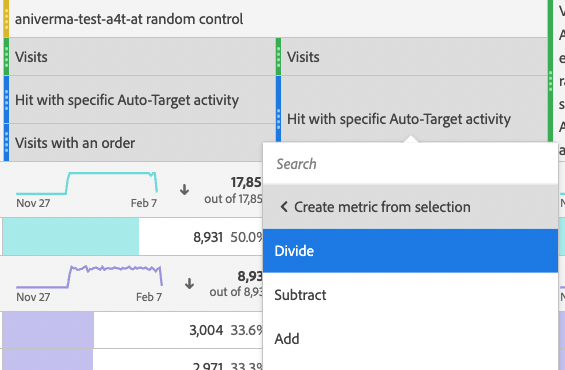 aniverma-test-a4t-at random control
Visits
Visits
Hit with specific Auto-Target activity
Hit with specific Auto-Target activity
Visits with an order
Search
Create metric from selection
Divide
Subtract
Add
Nov 27
Feb 7
17,85
out of 17,85
8,931 50.0%
Nov 27
Feb 7
8,93
out of 8,93
3,004 33.6%
2,971 33.3%